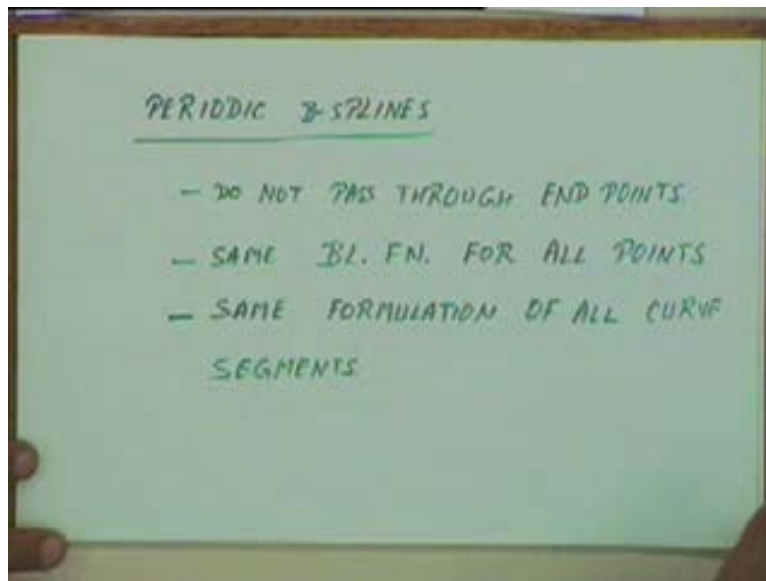 PERIODIC B-SPLINES
- DO NOT PASS THROUGH END POINTS.
- SAME BL. FN. FOR ALL POINTS
- SAME FORMULATION OF ALL CURVE
SEGMENTS